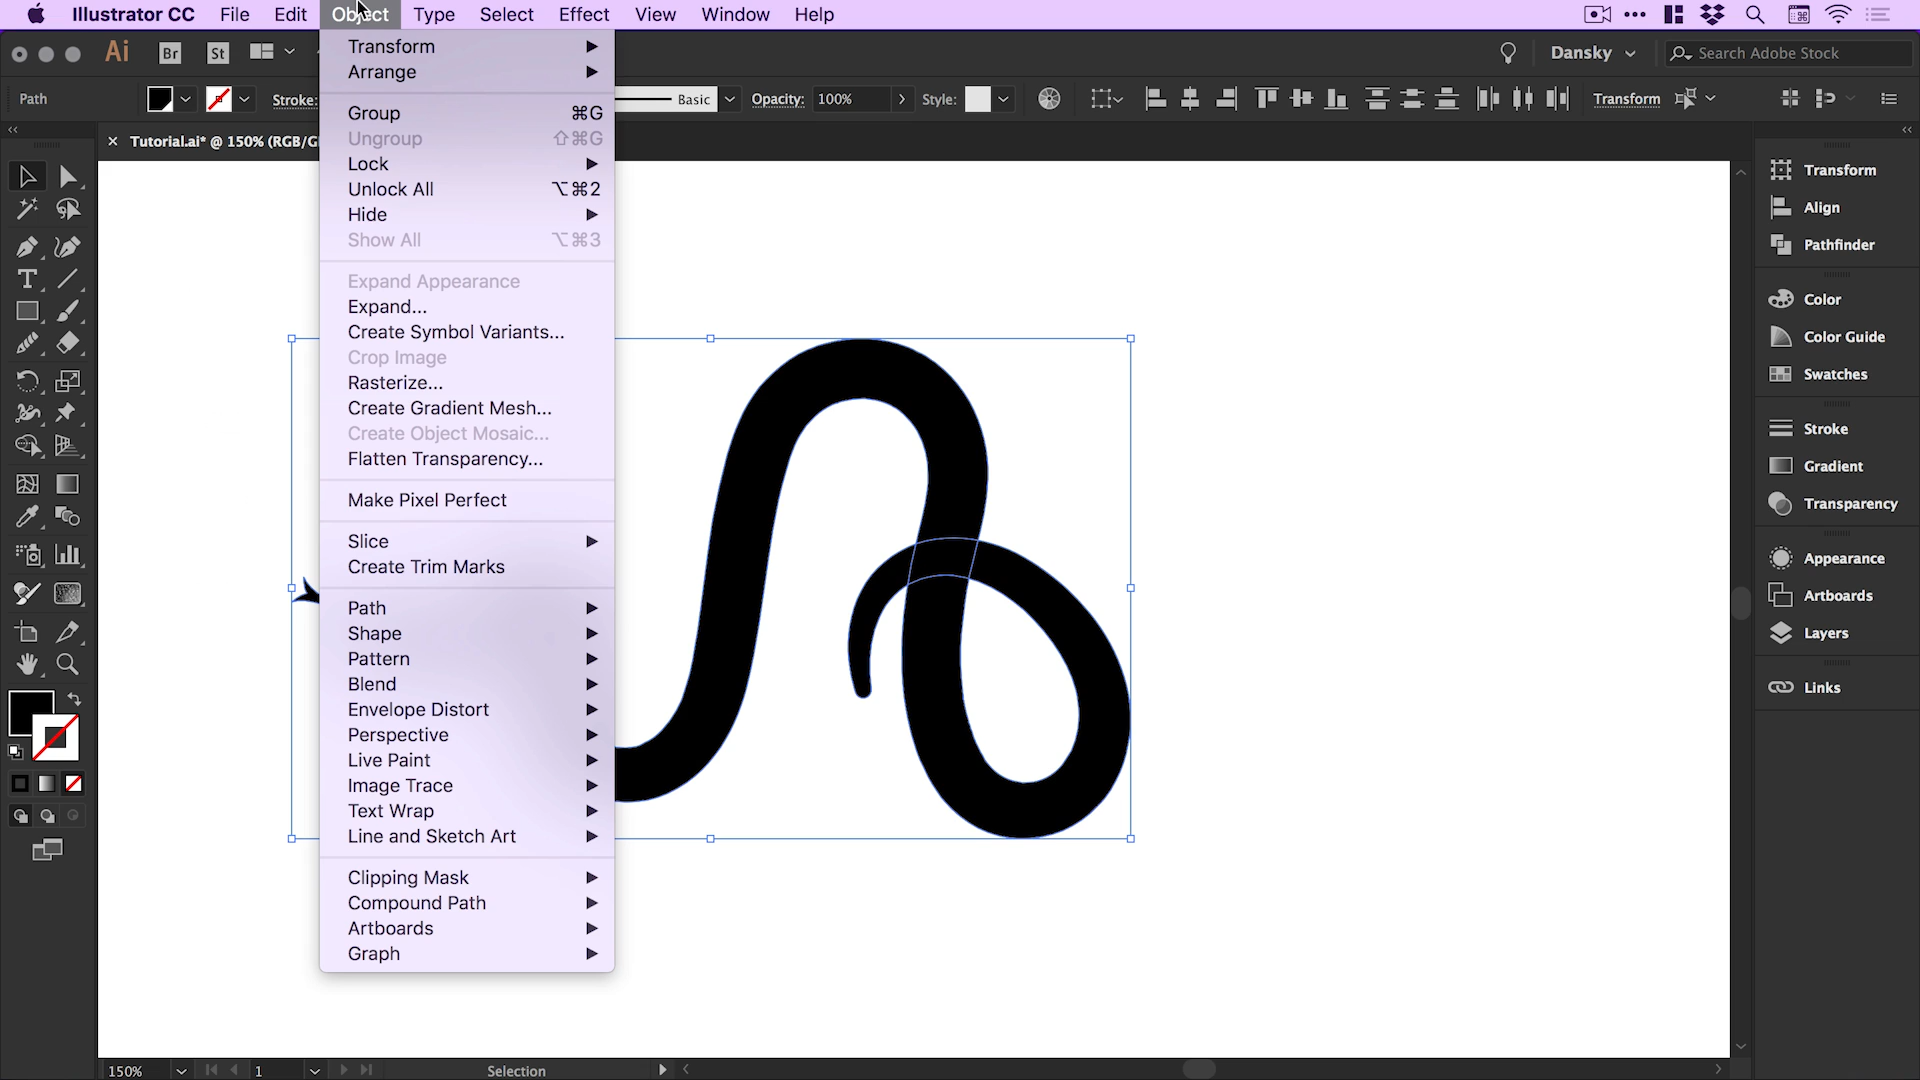 Illustrator CC File Edit Object Type Select Effect View Window Help
Ai Br St Dansky Search Adobe Stock
Path Stroke: Basic Opacity: 100% Style: Transform
× Tutorial.ai* @ 150% (RGB/G
Transform
Arrange
Group ⌘G
Ungroup ⇧⌘G
Lock
Unlock All ⌥⌘2
Hide
Show All ⌥⌘3
Expand Appearance
Expand...
Create Symbol Variants...
Crop Image
Rasterize...
Create Gradient Mesh...
Create Object Mosaic...
Flatten Transparency...
Make Pixel Perfect
Slice
Create Trim Marks
Path
Shape
Pattern
Blend
Envelope Distort
Perspective
Live Paint
Image Trace
Text Wrap
Line and Sketch Art
Clipping Mask
Compound Path
Artboards
Graph
Transform
Align
Pathfinder
Color
Color Guide
Swatches
Stroke
Gradient
Transparency
Appearance
Artboards
Layers
Links
150% 1 Selection